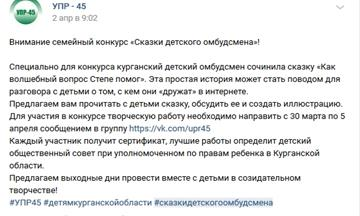 УПР-45
УПР - 45
2 апр в 9:02
Внимание семейный конкурс «Сказки детского омбудсмена»!
Специально для конкурса курганский детский омбудсмен сочинила сказку «Как
волшебный вопрос Степе помог». Эта простая история может стать поводом для
разговора с детьми о том, с кем они «дружат» в интернете.
Предлагаем вам прочитать с детьми сказку, обсудить ее и создать иллюстрацию.
Для участия в конкурсе творческую работу необходимо направить с 30 марта по 5
апреля сообщением в группу https://vk.com/upr45
Каждый участник получит сертификат, лучшие работы определит детский
общественный совет при уполномоченном по правам ребенка в Курганской
области.
Предлагаем выходные дни провести вместе с детьми в созидательном
творчестве!
#УПР45 #детямкурганскойобласти #сказкидетскогоомбудсмена